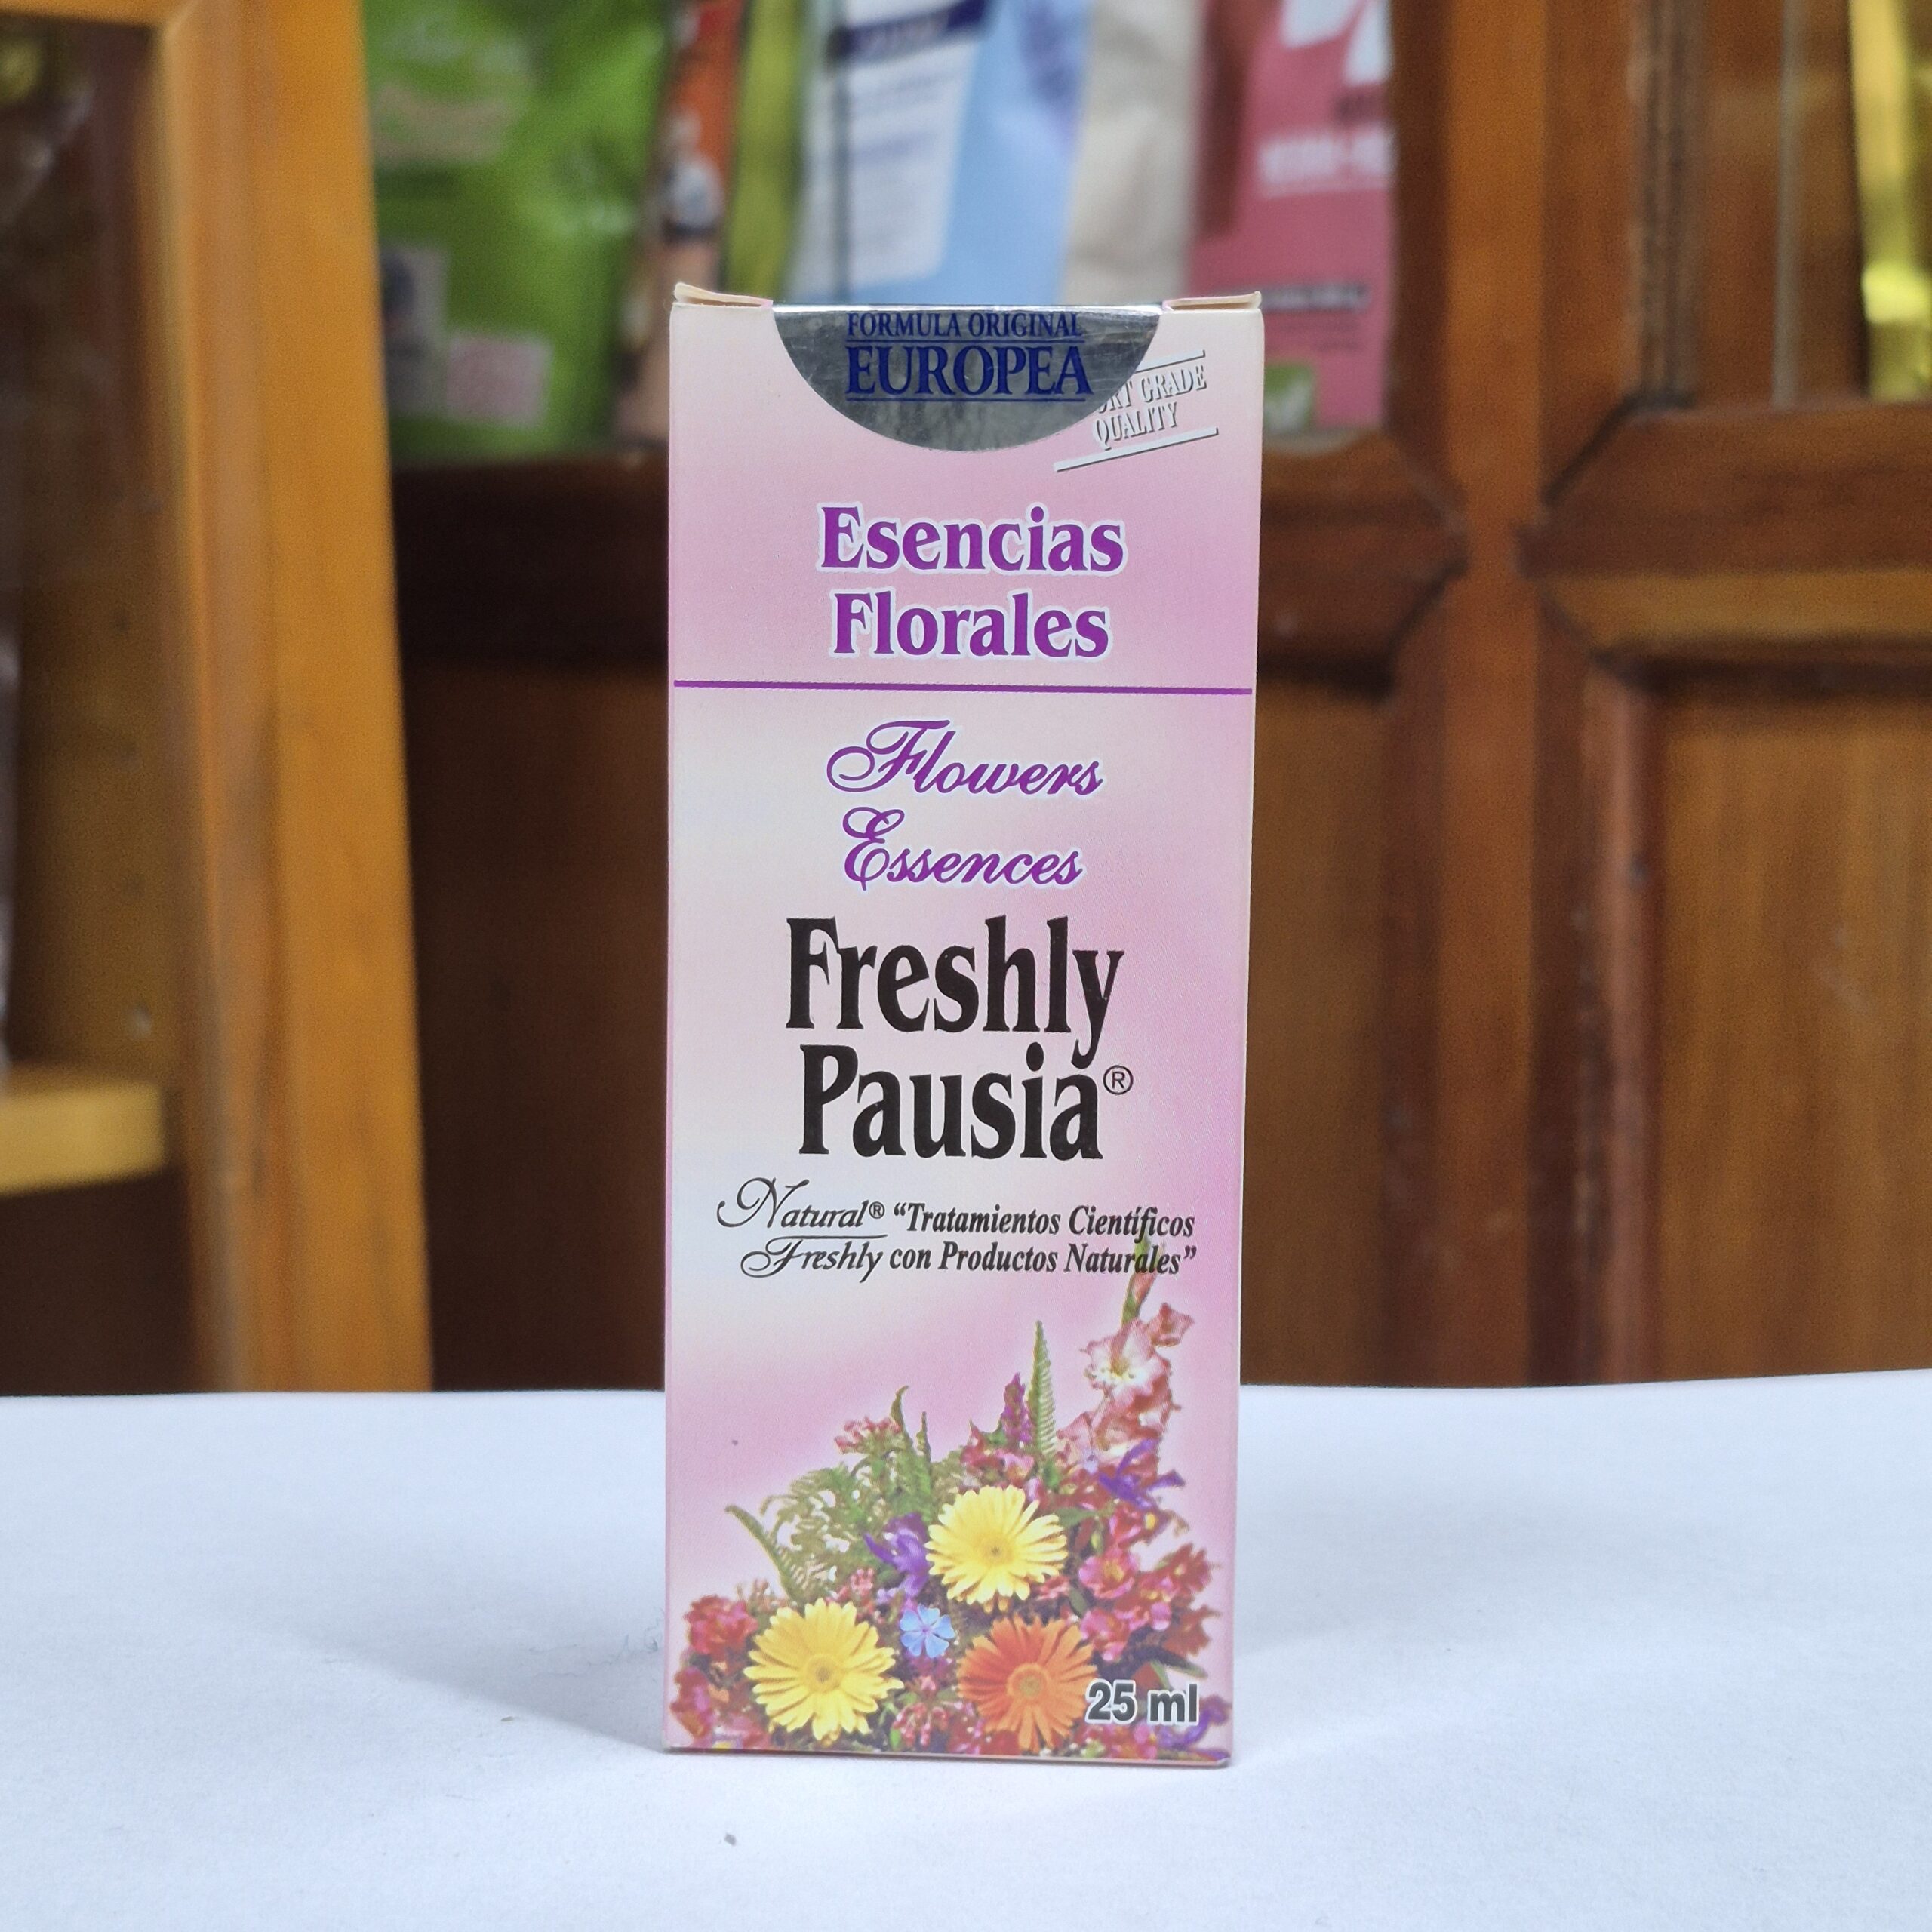 FORMULA ORIGINAL
EUROPEA
GRADE
QUALITY
Esencias
Florales
Flowers
Essences
Freshly
Pausia®
Natural® “Tratamientos Científicos
Freshly con Productos Naturales”
25 ml